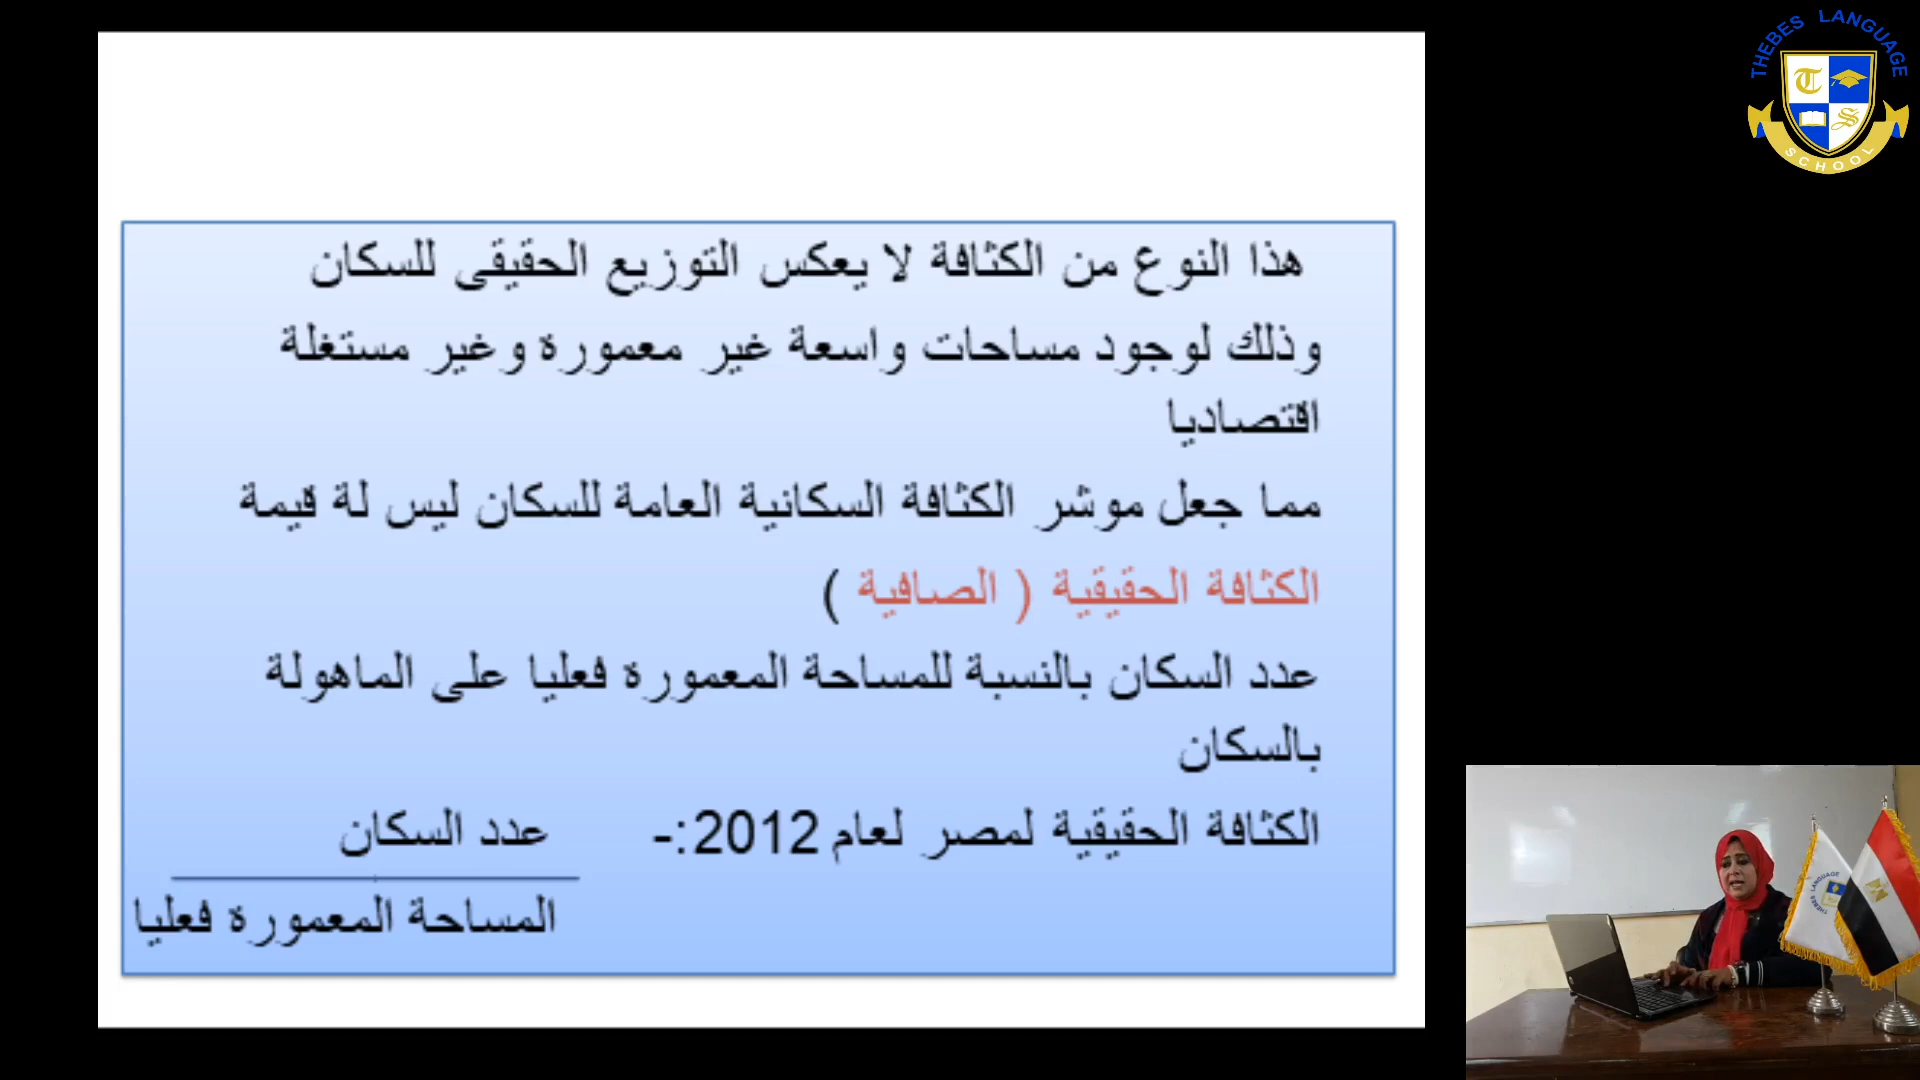 هذا النوع من الكثافة لا يعكس التوزيع الحقيقى للسكان
وذلك لوجود مساحات واسعة غير معمورة وغير مستغلة
اقتصاديا
مما جعل موشر الكثافة السكانية العامة للسكان ليس لة قيمة
الكثافة الحقيقية ( الصافية )
عدد السكان بالنسبة للمساحة المعمورة فعليا على الماهولة
بالسكان
الكثافة الحقيقية لمصر لعام 2012:- عدد السكان
المساحة المعمورة فعليا
THEBES LANGUAGE
T
S
SCHOOL
THEBES LANGUAGE